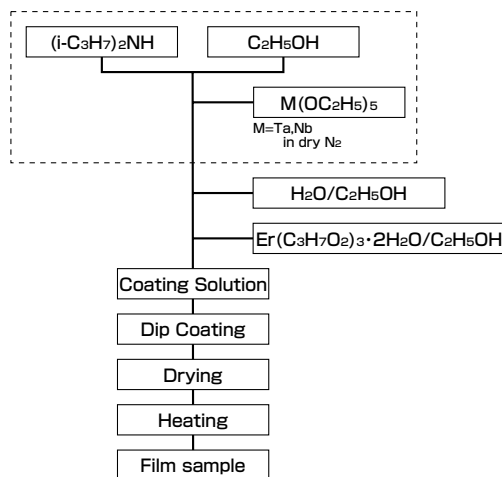 (i-C₃H₇)₂NH
C₂H₅OH
M(OC₂H₅)₅
M=Ta,Nb
in dry N₂
H₂O/C₂H₅OH
Er(C₃H₇O₂)₃・2H₂O/C₂H₅OH
Coating Solution
Dip Coating
Drying
Heating
Film sample